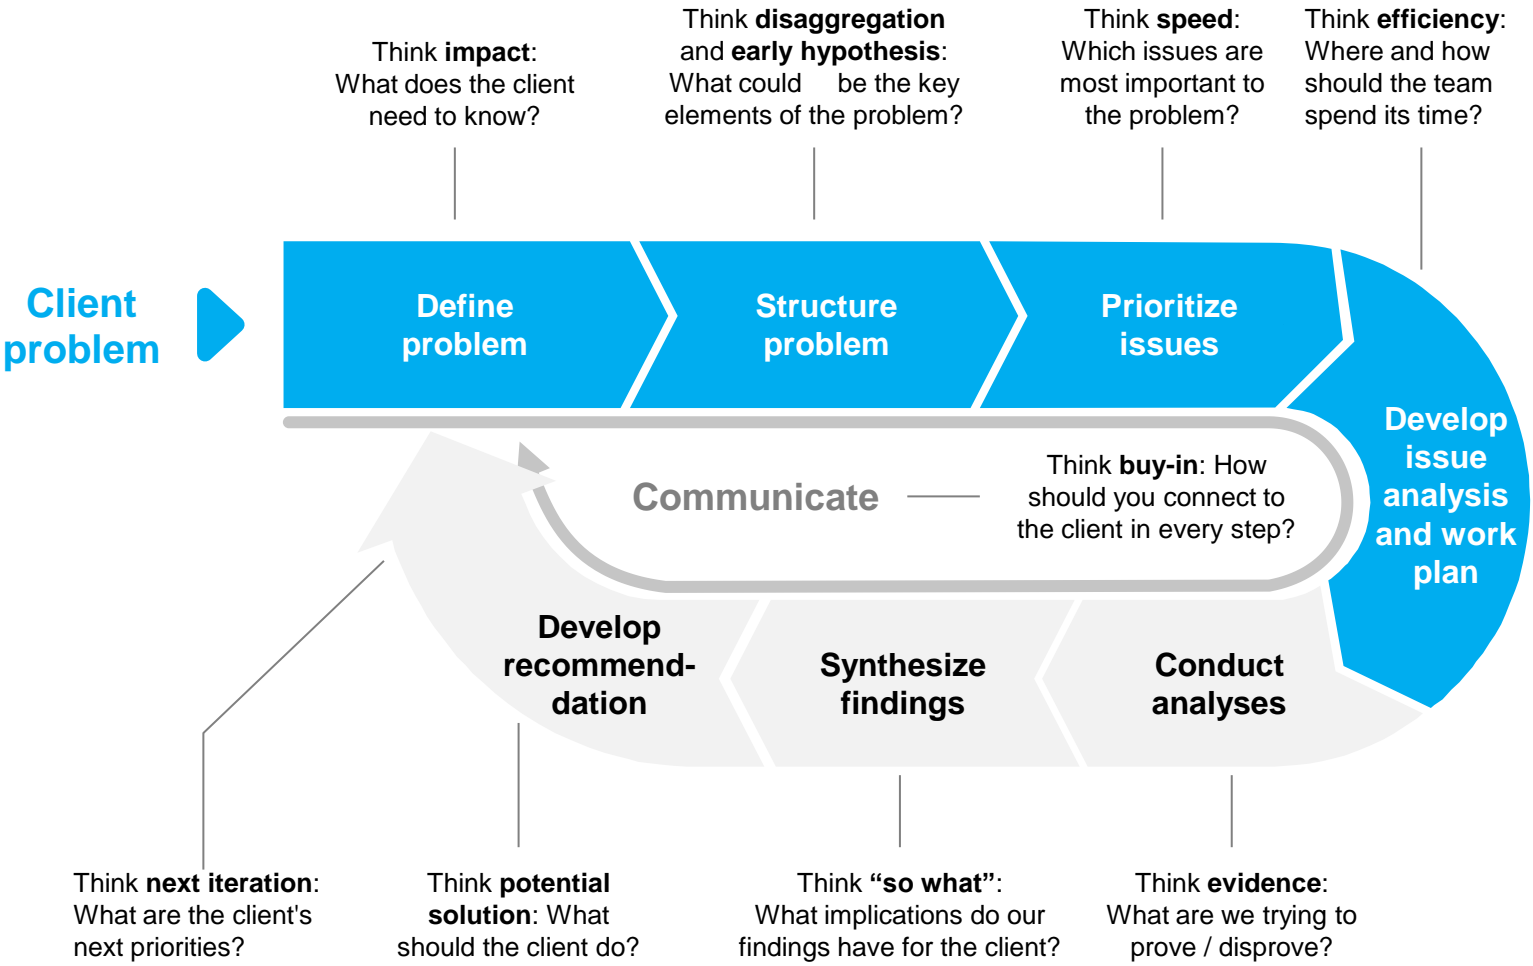 Think impact:
What does the client
need to know?
Think disaggregation
and early hypothesis:
What could be the key
elements of the problem?
Think speed:
Which issues are
most important to
the problem?
Think efficiency:
Where and how
should the team
spend its time?
Client
problem
Define
problem
Structure
problem
Prioritize
issues
Develop
issue
analysis
and work
plan
Communicate
Think buy-in: How
should you connect to
the client in every step?
Develop
recommend-
dation
Synthesize
findings
Conduct
analyses
Think next iteration:
What are the client's
next priorities?
Think potential
solution: What
should the client do?
Think “so what”:
What implications do our
findings have for the client?
Think evidence:
What are we trying to
prove / disprove?